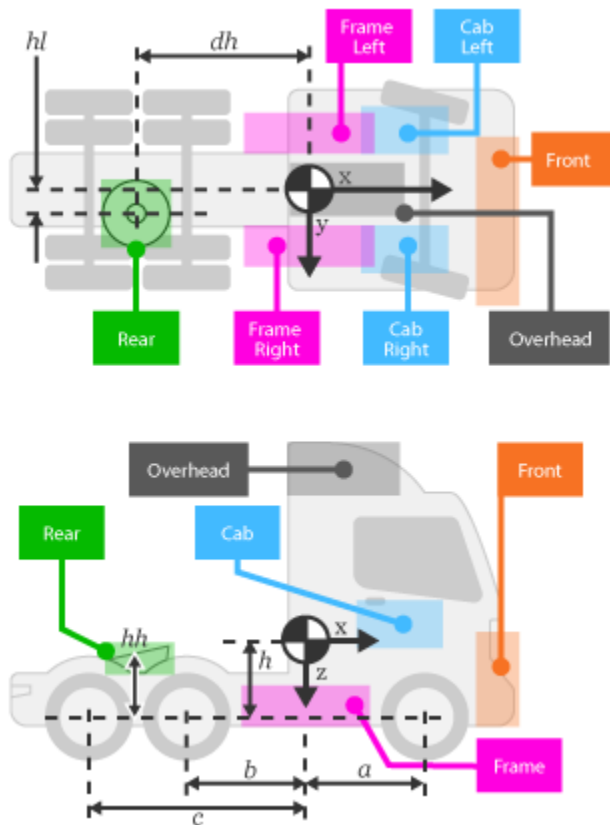 hl
dh
Frame
Left
Cab
Left
Front
x
y
Rear
Frame
Right
Cab
Right
Overhead
Overhead
Front
Rear
Cab
hh
h
x
z
b
a
c
Frame